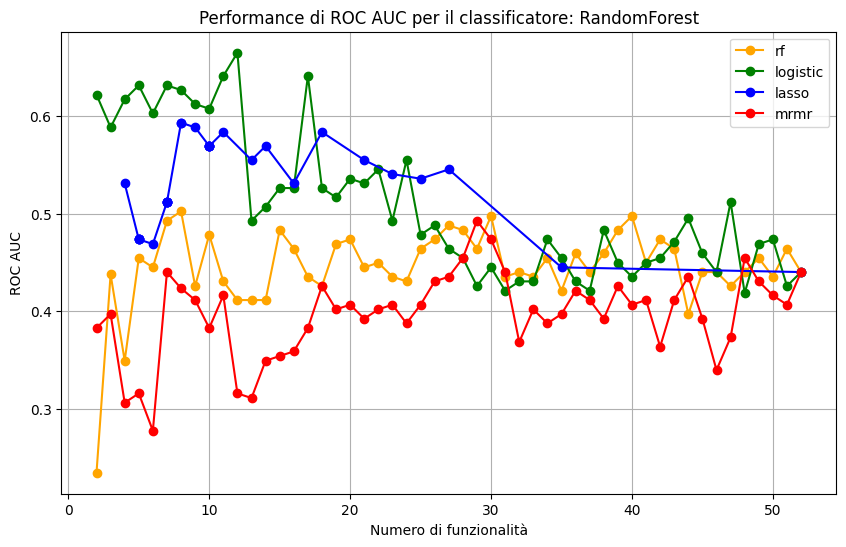 Performance di ROC AUC per il classificatore: RandomForest
rf
logistic
lasso
mrmr
ROC AUC
0.6
0.5
0.4
0.3
0
10
20
30
40
50
Numero di funzionalità